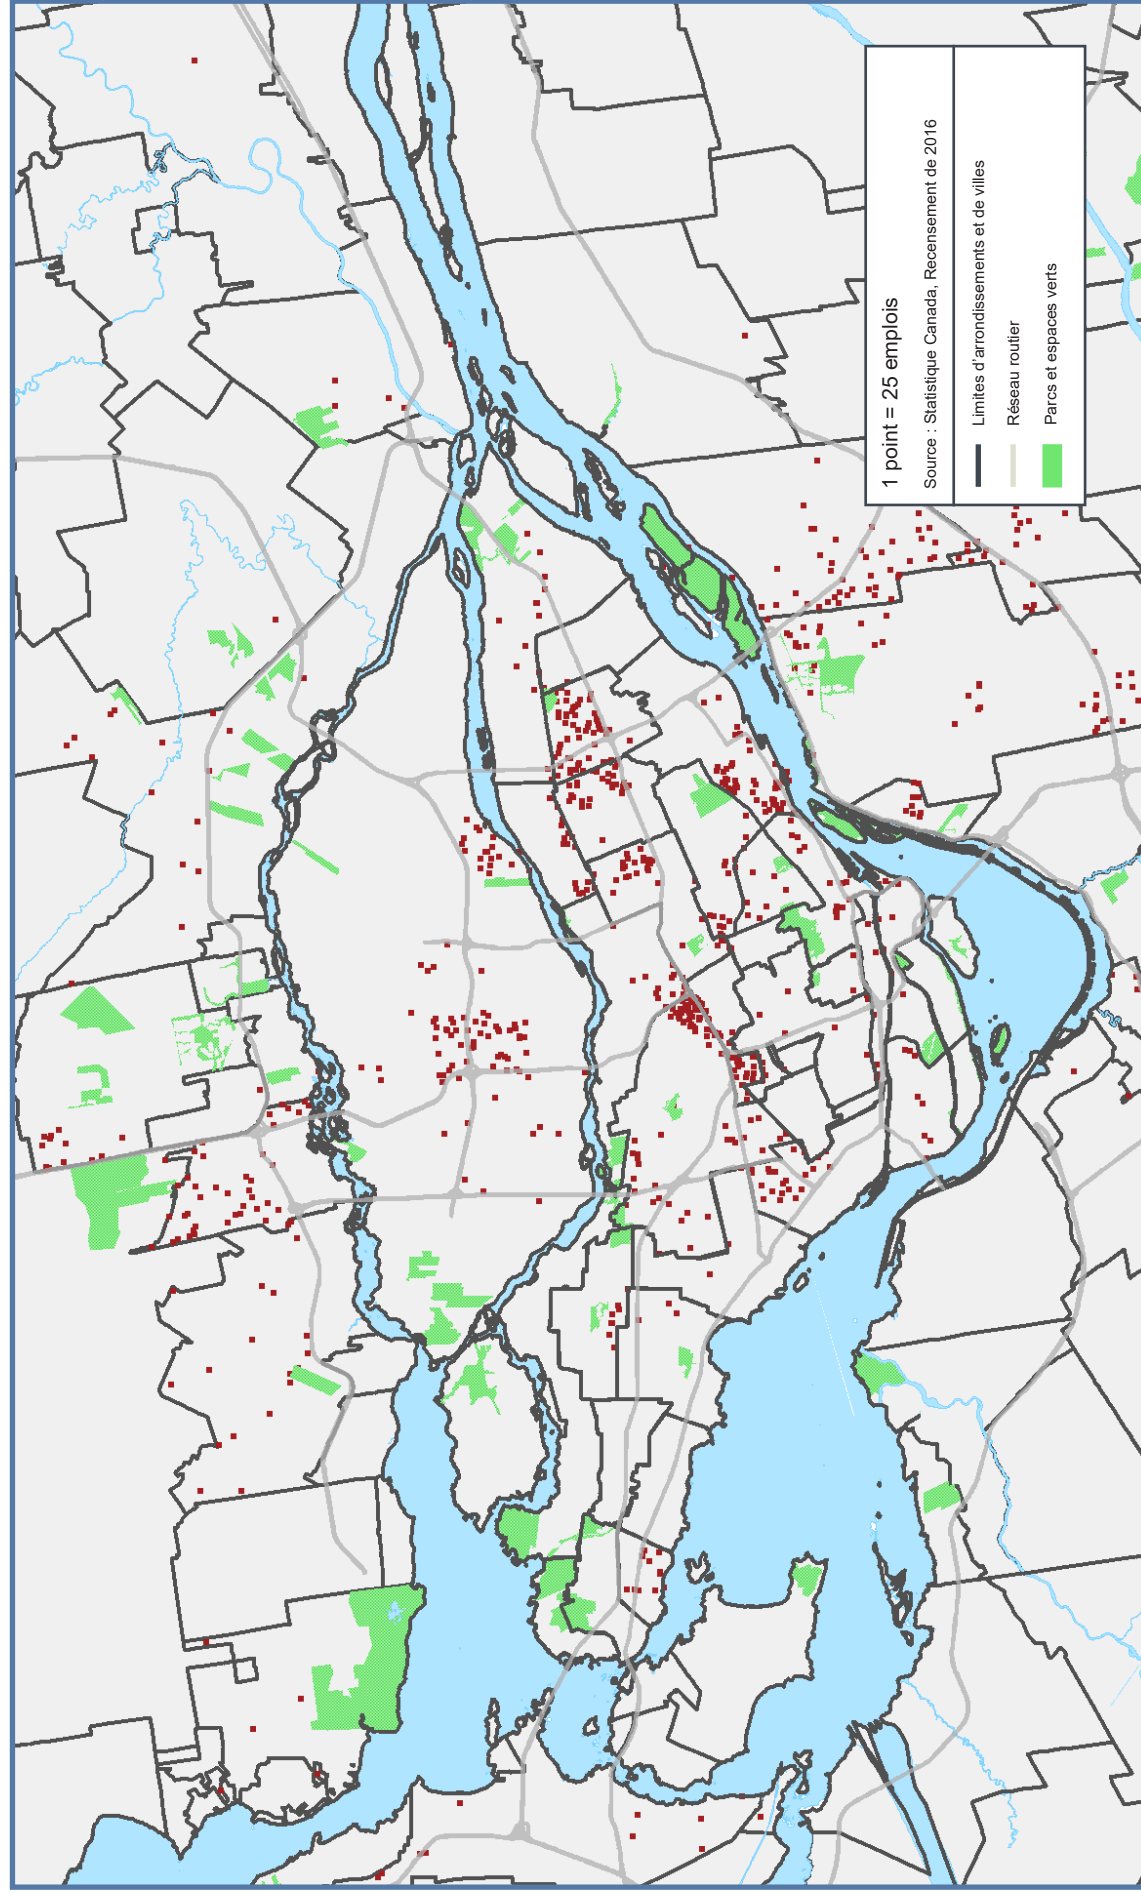 1 point = 25 emplois
Source : Statistique Canada, Recensement de 2016
Limites d'arrondissements et de villes
Réseau routier
Parcs et espaces verts